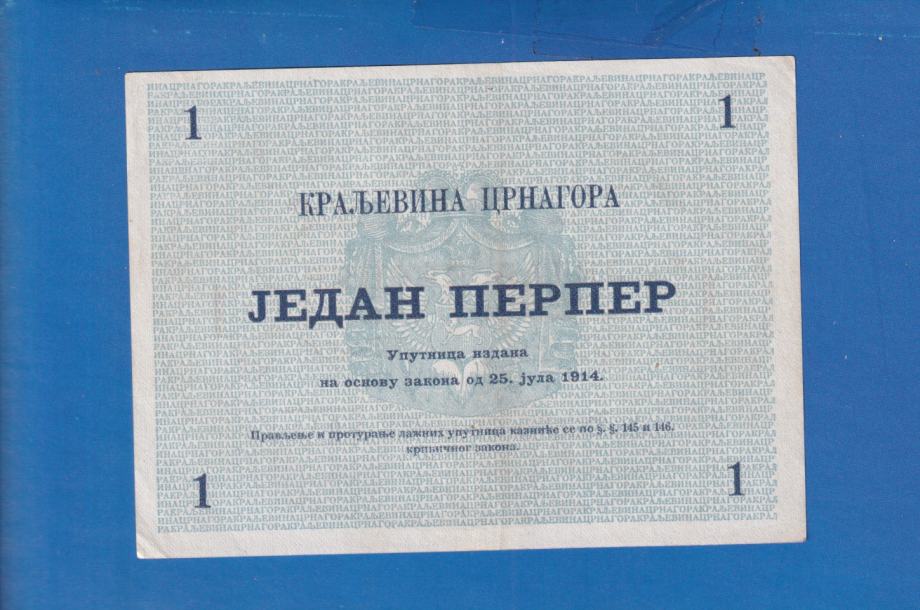 1 1
КРАЉЕВИНА ЦРНАГОРА
ЈЕДАН ПЕРПЕР
Упутница издана
на основу закона од 25. јула 1914.
Прављење и протурање лажних упутница казниће се по §. §. 145 и 146.
кривичног закона.
1 1